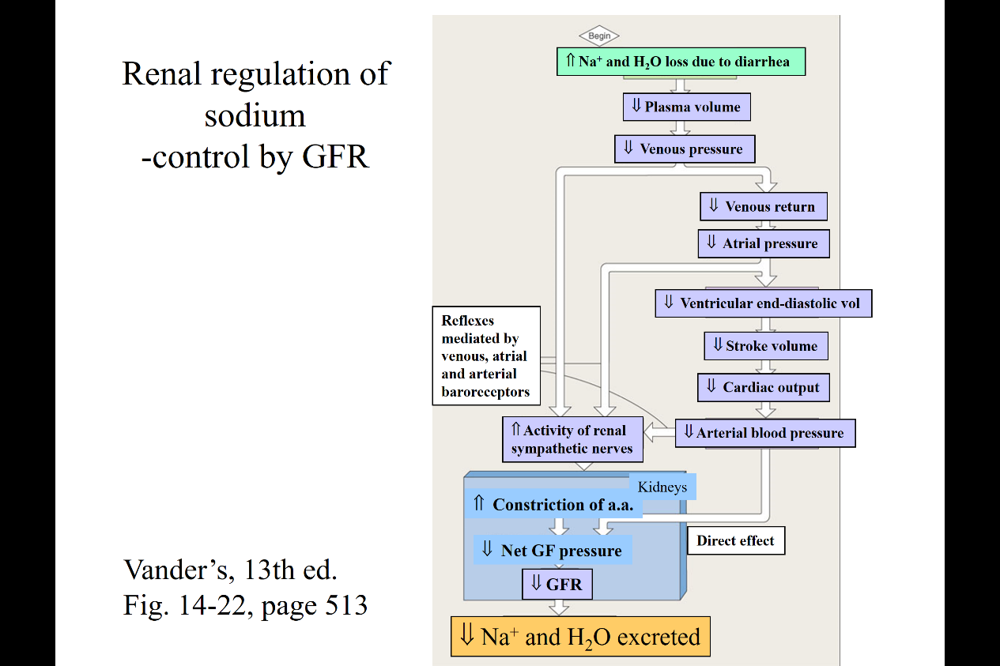 Renal regulation of
sodium
-control by GFR
Begin
⇑ Na⁺ and H₂O loss due to diarrhea
⇓ Plasma volume
⇓ Venous pressure
⇓ Venous return
⇓ Atrial pressure
⇓ Ventricular end-diastolic vol
⇓ Stroke volume
⇓ Cardiac output
⇓ Arterial blood pressure
Reflexes
mediated by
venous, atrial
and arterial
baroreceptors
⇑ Activity of renal
sympathetic nerves
Kidneys
⇑ Constriction of a.a.
⇓ Net GF pressure
Direct effect
⇓ GFR
⇓ Na⁺ and H₂O excreted
Vander’s, 13th ed.
Fig. 14-22, page 513